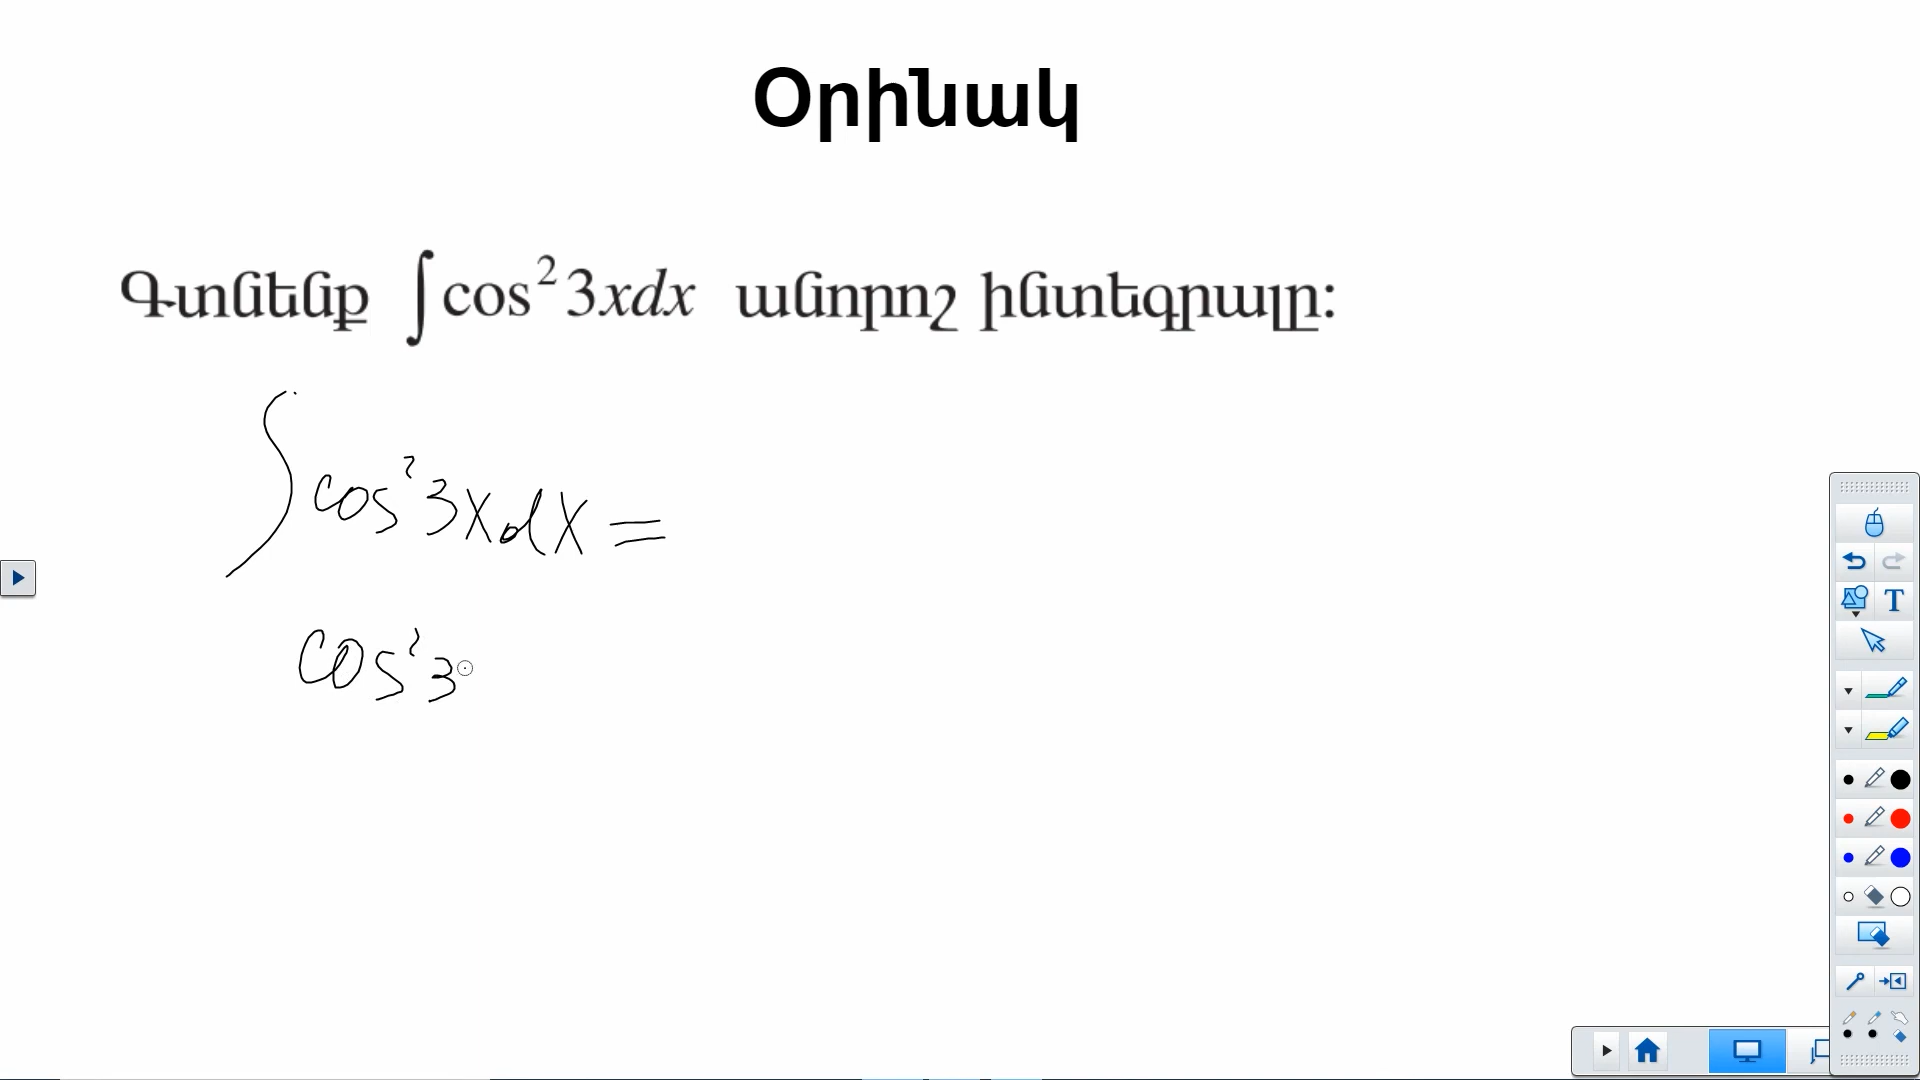 Օրինակ
Գտնենք ∫cos²3xdx անորոշ ինտեգրալը:
∫cos²3xdx =
cos²3
T